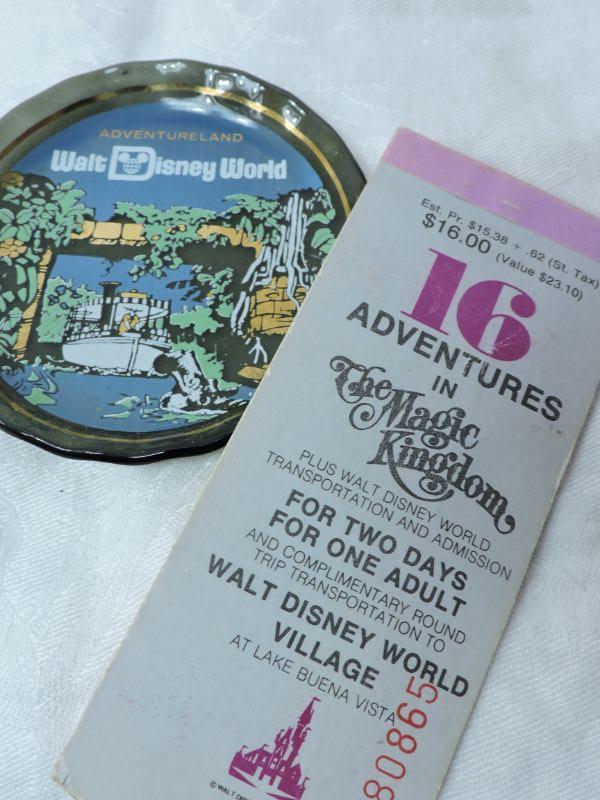 ADVENTURELAND
Walt Disney World
Est. Pr. $15.38 + .62 (St. Tax)
$16.00 (Value $23.10)
16
ADVENTURES
IN
The
Magic
Kingdom
PLUS WALT DISNEY WORLD
TRANSPORTATION AND ADMISSION
FOR TWO DAYS
FOR ONE ADULT
AND COMPLIMENTARY ROUND
TRIP TRANSPORTATION TO
WALT DISNEY WORLD
VILLAGE
AT LAKE BUENA VISTA
80865
© WALT